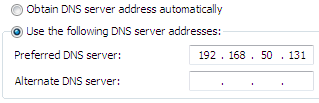 Obtain DNS server address automatically
Use the following DNS server addresses:
Preferred DNS server: 192 . 168 . 50 . 131
Alternate DNS server: . . .